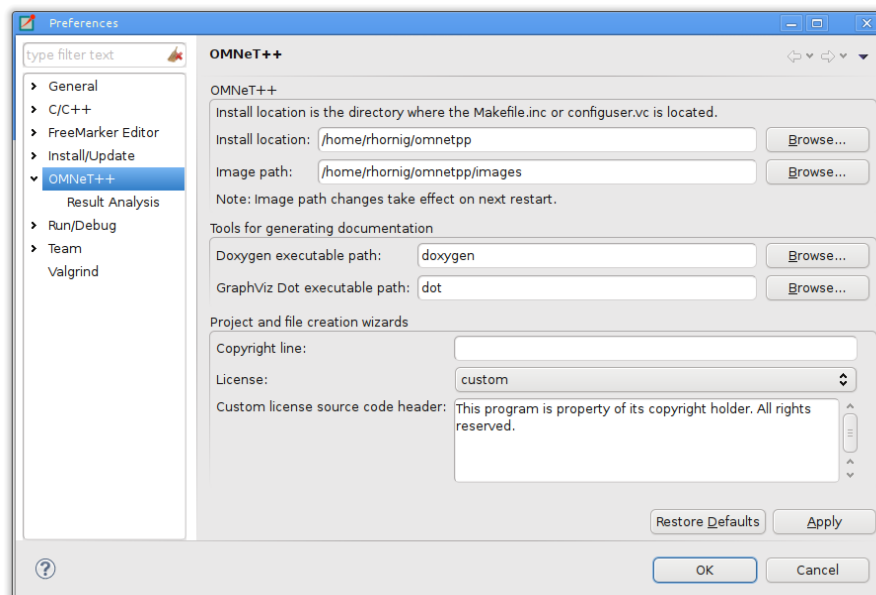 Preferences
type filter text
General
C/C++
FreeMarker Editor
Install/Update
OMNeT++
Result Analysis
Run/Debug
Team
Valgrind
OMNeT++
OMNeT++
Install location is the directory where the Makefile.inc or configuser.vc is located.
Install location: /home/rhornig/omnetpp Browse...
Image path: /home/rhornig/omnetpp/images Browse...
Note: Image path changes take effect on next restart.
Tools for generating documentation
Doxygen executable path: doxygen Browse...
GraphViz Dot executable path: dot Browse...
Project and file creation wizards
Copyright line:
License: custom
Custom license source code header: This program is property of its copyright holder. All rights
reserved.
Restore Defaults Apply
OK Cancel